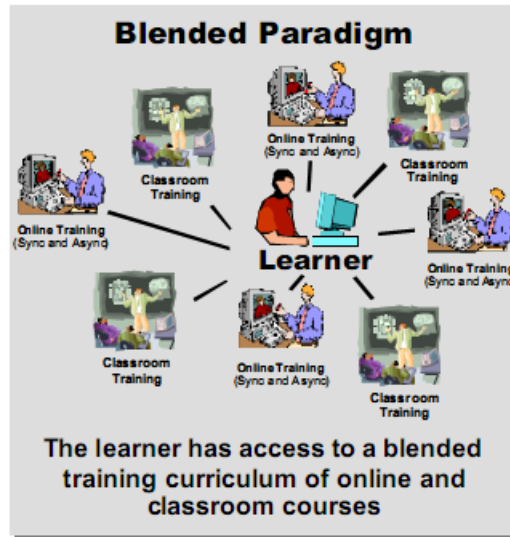 Blended Paradigm
Online Training
(Sync and Async)
Classroom
Training
Classroom
Training
Online Training
(Sync and Async)
Learner
Online Training
(Sync and Async)
Classroom
Training
Online Training
(Sync and Async)
Classroom
Training
The learner has access to a blended
training curriculum of online and
classroom courses